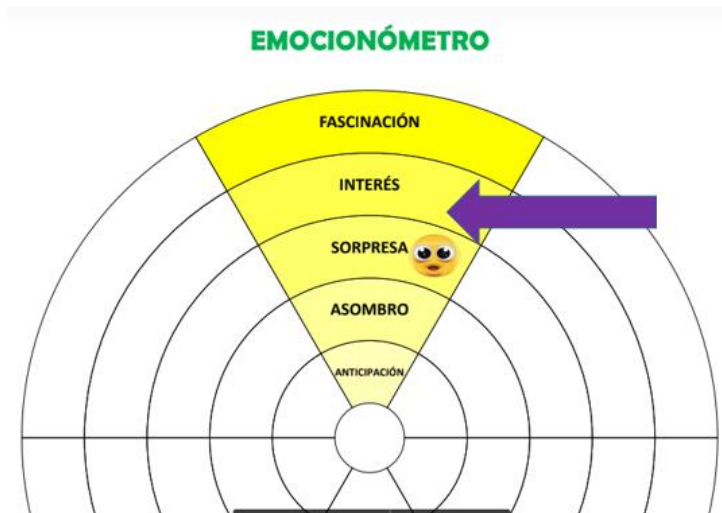 EMOCIONÓMETRO
FASCINACIÓN
INTERÉS
SORPRESA
ASOMBRO
ANTICIPACIÓN